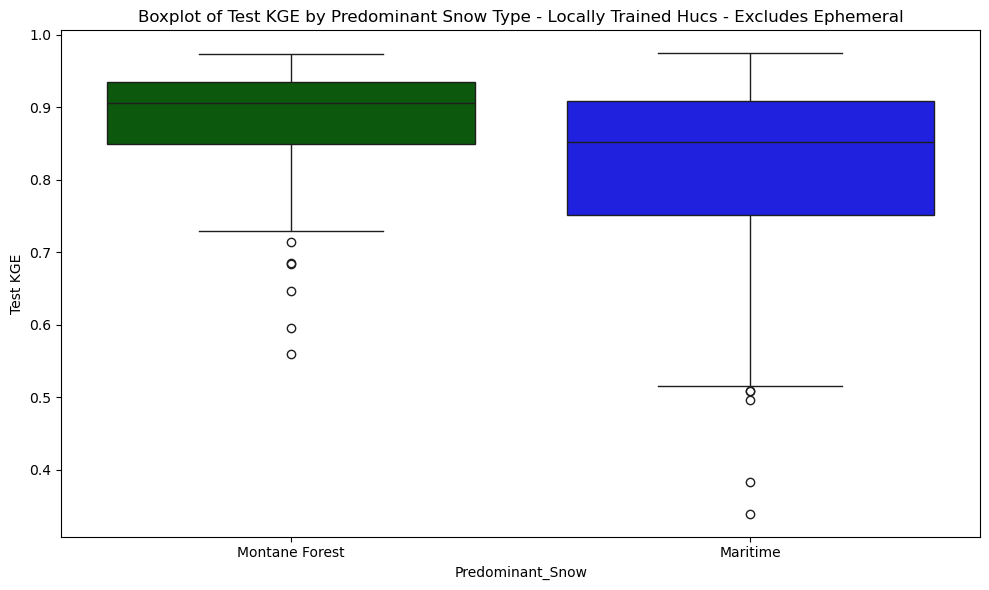 Boxplot of Test KGE by Predominant Snow Type - Locally Trained Hucs - Excludes Ephemeral
1.0
0.9
0.8
0.7
0.6
0.5
0.4
Test KGE
Montane Forest
Maritime
Predominant_Snow